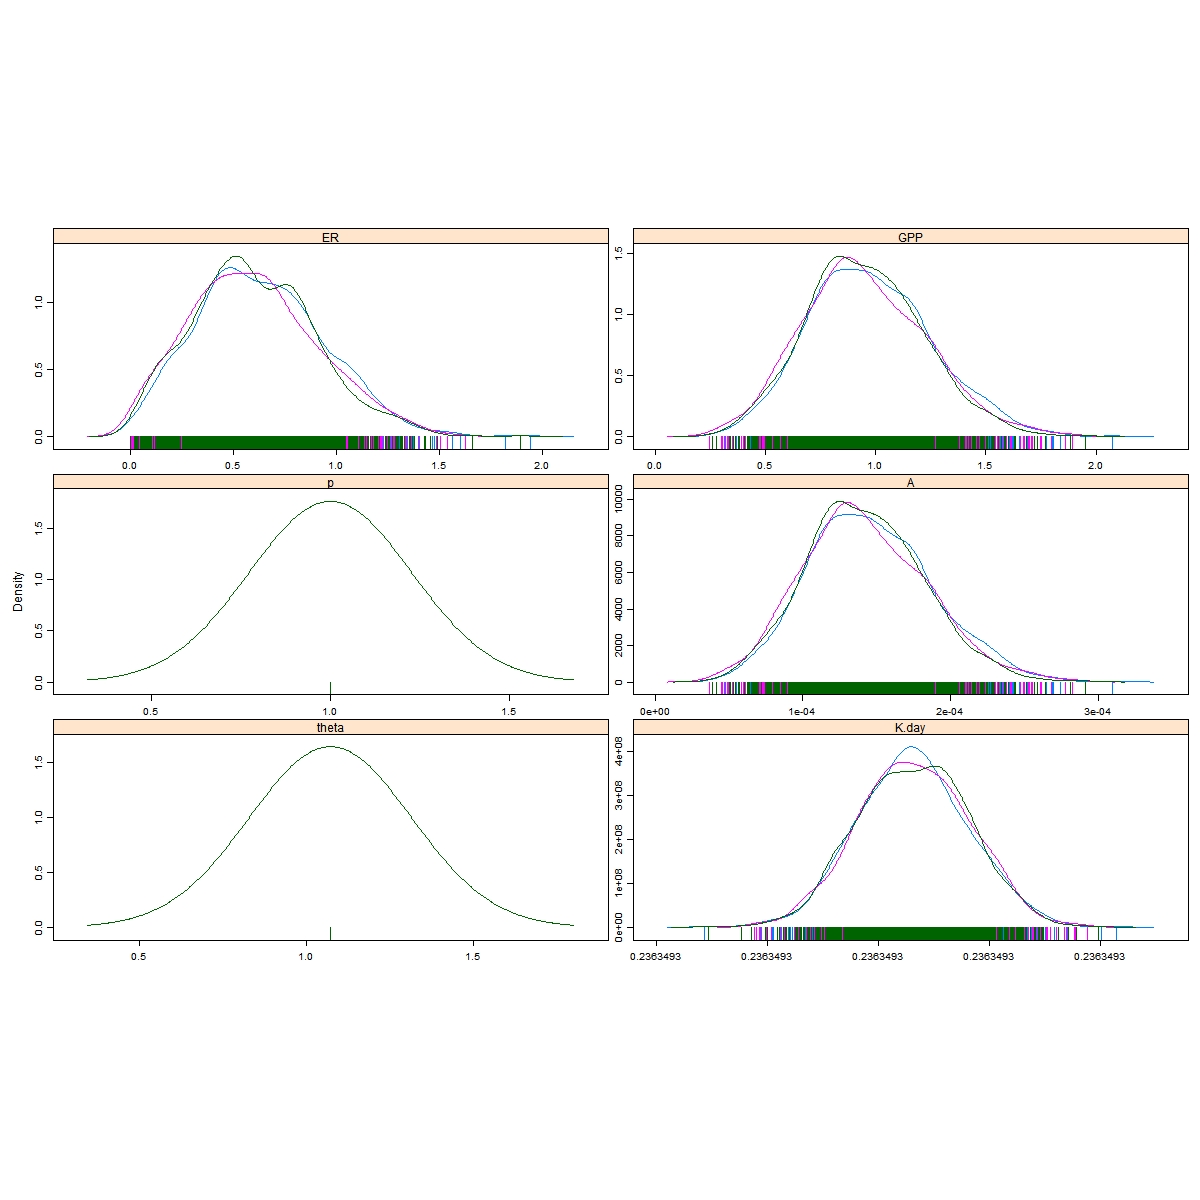 ER
GPP
0.0 0.5 1.0
0.0 0.5 1.0 1.5
0.0 0.5 1.0 1.5 2.0
0.0 0.5 1.0 1.5 2.0
p
A
Density
0.0 0.5 1.0 1.5
0 2000 4000 6000 8000 10000
0.5 1.0 1.5
0e+00 1e-04 2e-04 3e-04
theta
K.day
0.0 0.5 1.0 1.5
0e+00 1e+08 2e+08 3e+08 4e+08
0.5 1.0 1.5
0.2363493 0.2363493 0.2363493 0.2363493 0.2363493